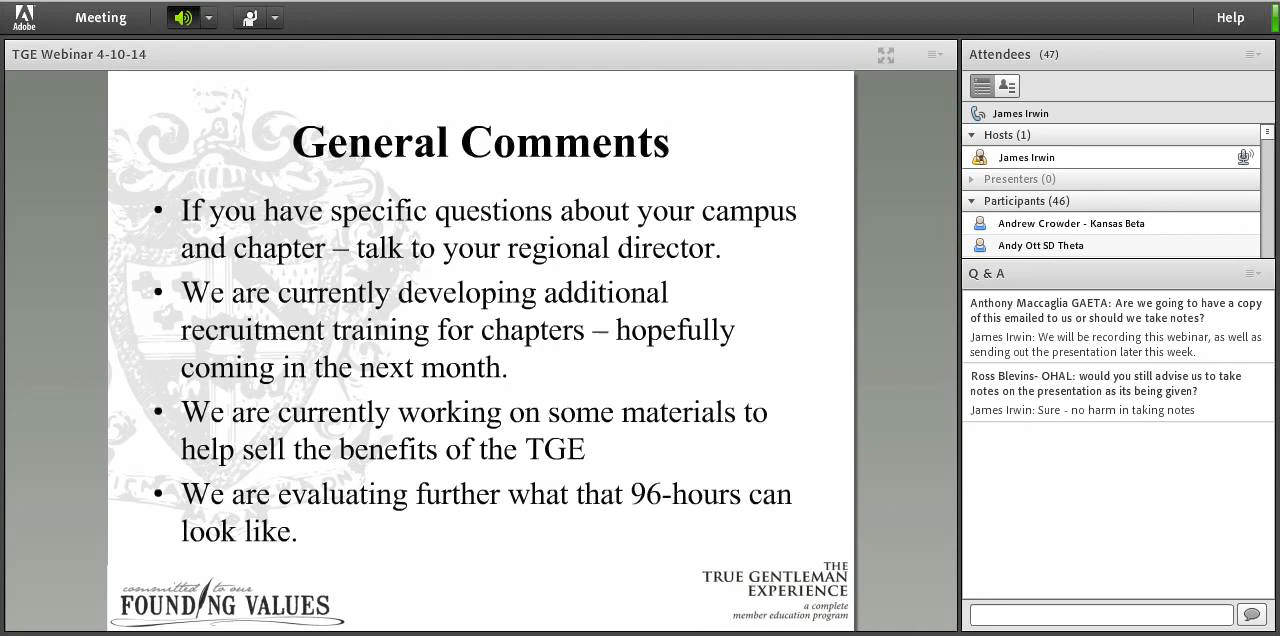 Adobe
Meeting
Help
TGE Webinar 4-10-14
General Comments
• If you have specific questions about your campus
and chapter – talk to your regional director.
• We are currently developing additional
recruitment training for chapters – hopefully
coming in the next month.
• We are currently working on some materials to
help sell the benefits of the TGE
• We are evaluating further what that 96-hours can
look like.
committed to our
FOUNDING VALUES
THE
TRUE GENTLEMAN
EXPERIENCE
a complete
member education program
Attendees (47)
James Irwin
Hosts (1)
James Irwin
Presenters (0)
Participants (46)
Andrew Crowder - Kansas Beta
Andy Ott SD Theta
Q & A
Anthony Maccaglia GAETA: Are we going to have a copy
of this emailed to us or should we take notes?
James Irwin: We will be recording this webinar, as well as
sending out the presentation later this week.
Ross Blevins- OHAL: would you still advise us to take
notes on the presentation as its being given?
James Irwin: Sure - no harm in taking notes